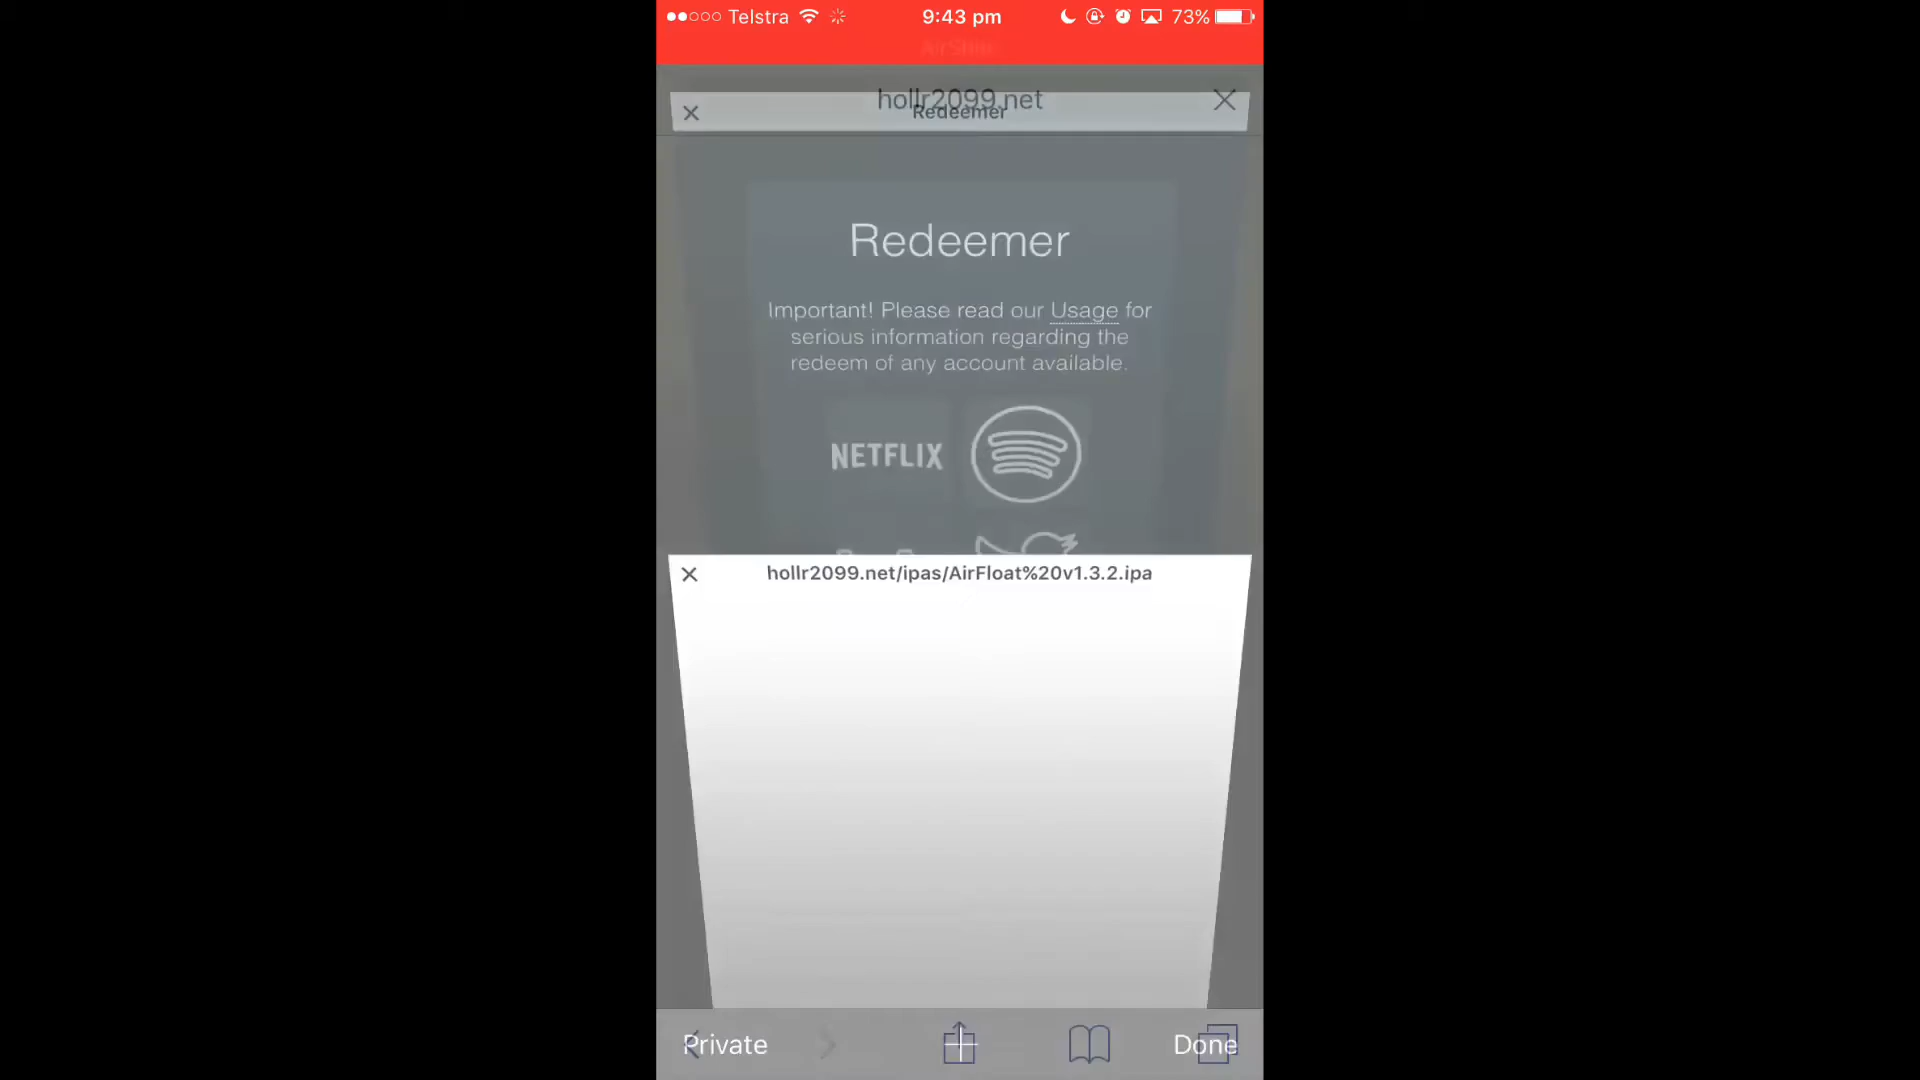 Telstra 9:43 pm 73%
AirShou
hollr2099.net
Redeemer
Redeemer
Important! Please read our Usage for
serious information regarding the
redeem of any account available.
NETFLIX
hollr2099.net/ipas/AirFloat%20v1.3.2.ipa
Private Done